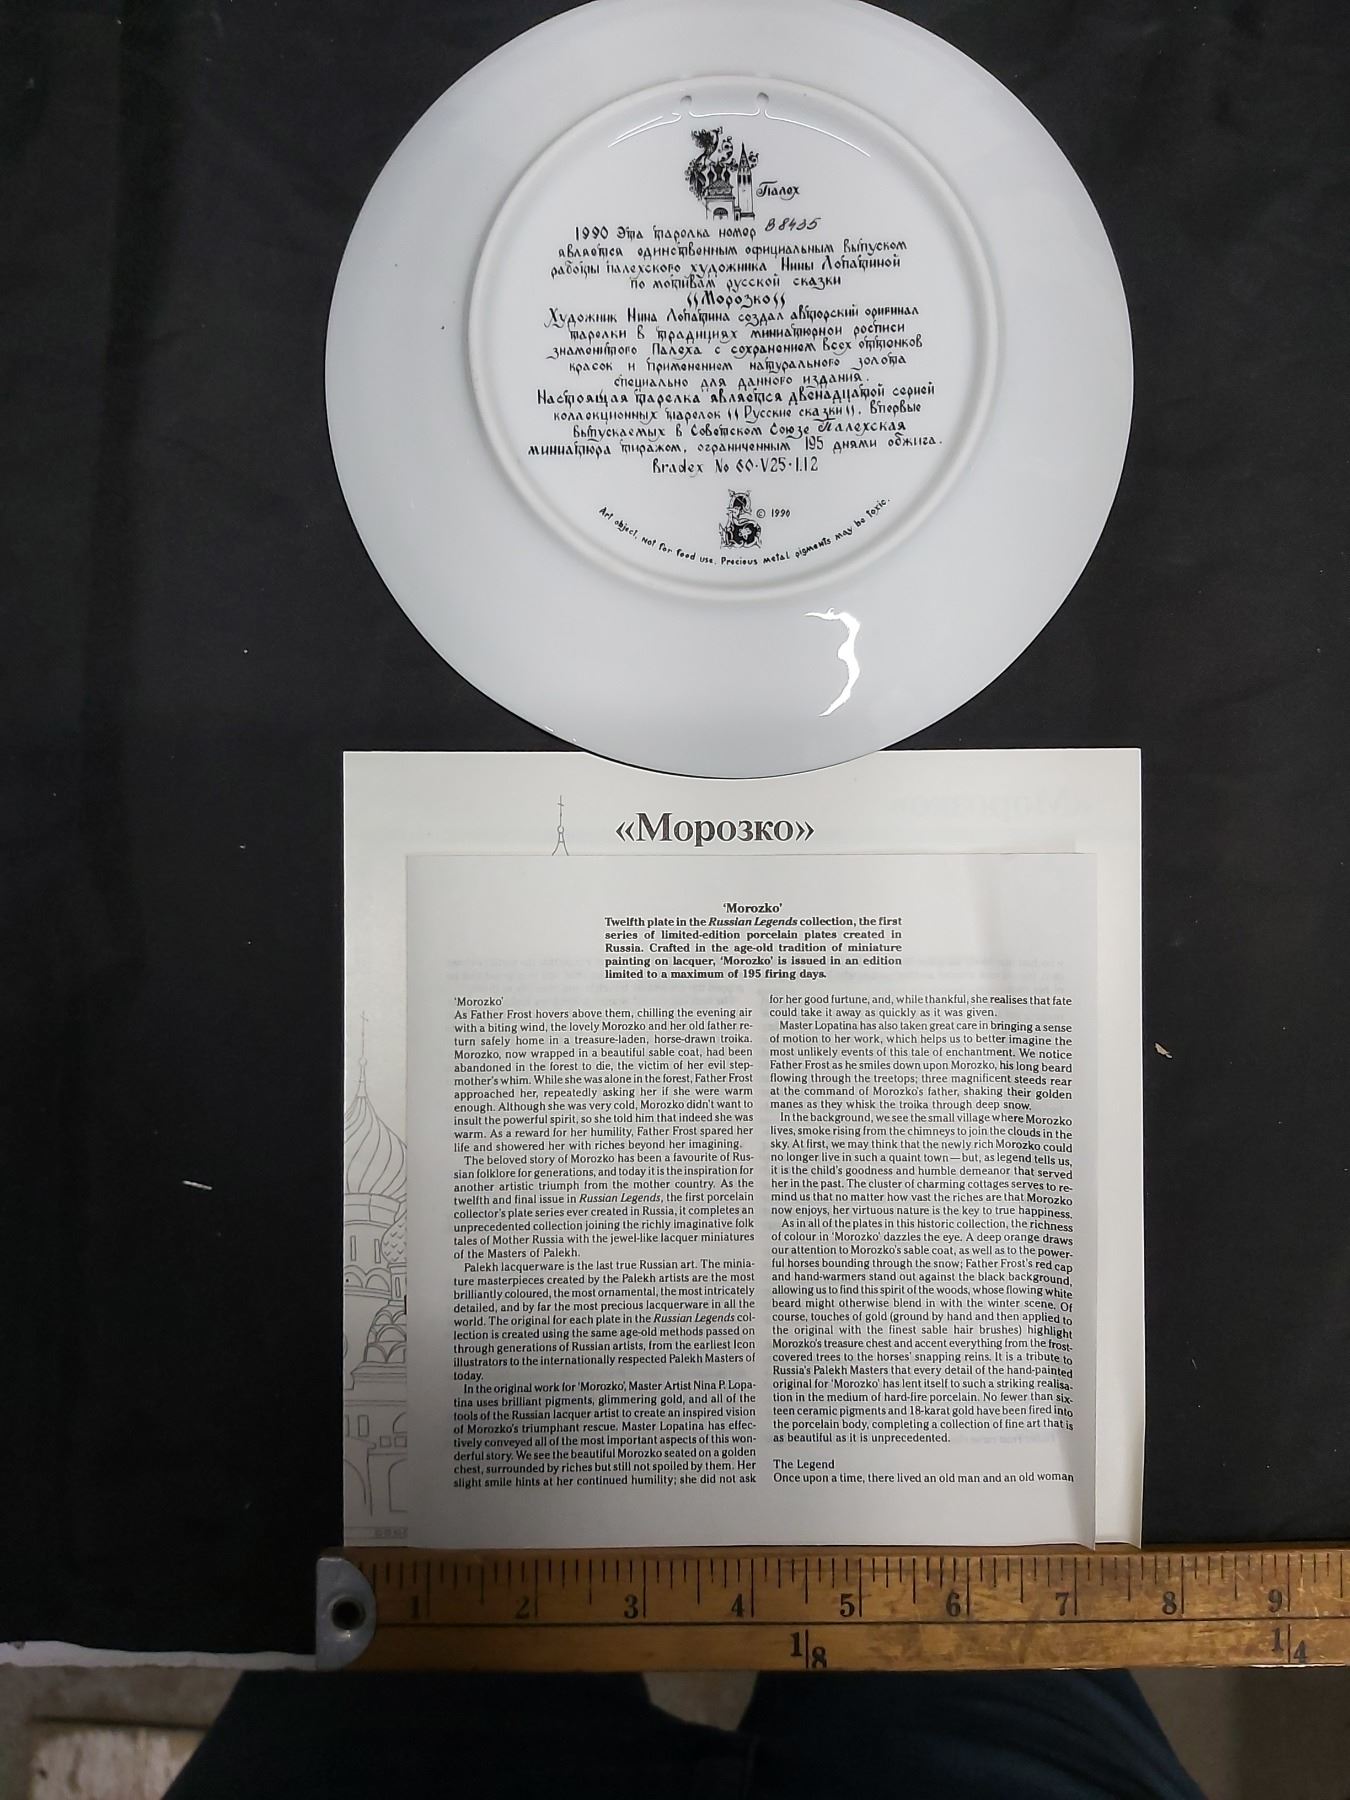 Палех
1990 Эта тарелка номер B8435
является единственным официальным выпуском
работы палехского художника Нины Лопатиной
по мотивам русской сказки
«Морозко»
Художник Нина Лопатина создал авторский оригинал
тарелки в традициях миниатюрной росписи
знаменитого Палеха с сохранением всех оттенков
красок и применением натурального золота
специально для данного издания.
Настоящая тарелка является двенадцатой серией
коллекционных тарелок «Русские сказки». Впервые
выпускаемых в Советском Союзе Палехская
миниатюра тиражом, ограниченным 195 днями обжига.
Bradex No 60·V25·1.12
© 1990
Art object, not for food use. Precious metal pigments may be toxic.
«Морозко»
‘Morozko’
Twelfth plate in the Russian Legends collection, the first
series of limited-edition porcelain plates created in
Russia. Crafted in the age-old tradition of miniature
painting on lacquer, ‘Morozko’ is issued in an edition
limited to a maximum of 195 firing days.
‘Morozko’
As Father Frost hovers above them, chilling the evening air
with a biting wind, the lovely Morozko and her old father re-
turn safely home in a treasure-laden, horse-drawn troika.
Morozko, now wrapped in a beautiful sable coat, had been
abandoned in the forest to die, the victim of her evil step-
mother's whim. While she was alone in the forest, Father Frost
approached her, repeatedly asking her if she were warm
enough. Although she was very cold, Morozko didn't want to
insult the powerful spirit, so she told him that indeed she was
warm. As a reward for her humility, Father Frost spared her
life and showered her with riches beyond her imagining.
The beloved story of Morozko has been a favourite of Rus-
sian folklore for generations, and today it is the inspiration for
another artistic triumph from the mother country. As the
twelfth and final issue in Russian Legends, the first porcelain
collector's plate series ever created in Russia, it completes an
unprecedented collection joining the richly imaginative folk
tales of Mother Russia with the jewel-like lacquer miniatures
of the Masters of Palekh.
Palekh lacquerware is the last true Russian art. The minia-
ture masterpieces created by the Palekh artists are the most
brilliantly coloured, the most ornamental, the most intricately
detailed, and by far the most precious lacquerware in all the
world. The original for each plate in the Russian Legends col-
lection is created using the same age-old methods passed on
through generations of Russian artists, from the earliest Icon
illustrators to the internationally respected Palekh Masters of
today.
In the original work for ‘Morozko’, Master Artist Nina P. Lopa-
tina uses brilliant pigments, glimmering gold, and all of the
tools of the Russian lacquer artist to create an inspired vision
of Morozko's triumphant rescue. Master Lopatina has effec-
tively conveyed all of the most important aspects of this won-
derful story. We see the beautiful Morozko seated on a golden
chest, surrounded by riches but still not spoiled by them. Her
slight smile hints at her continued humility; she did not ask
for her good furtune, and, while thankful, she realises that fate
could take it away as quickly as it was given.
Master Lopatina has also taken great care in bringing a sense
of motion to her work, which helps us to better imagine the
most unlikely events of this tale of enchantment. We notice
Father Frost as he smiles down upon Morozko, his long beard
flowing through the treetops; three magnificent steeds rear
at the command of Morozko's father, shaking their golden
manes as they whisk the troika through deep snow.
In the background, we see the small village where Morozko
lives, smoke rising from the chimneys to join the clouds in the
sky. At first, we may think that the newly rich Morozko could
no longer live in such a quaint town—but, as legend tells us,
it is the child's goodness and humble demeanor that served
her in the past. The cluster of charming cottages serves to re-
mind us that no matter how vast the riches are that Morozko
now enjoys, her virtuous nature is the key to true happiness.
As in all of the plates in this historic collection, the richness
of colour in ‘Morozko’ dazzles the eye. A deep orange draws
our attention to Morozko's sable coat, as well as to the power-
ful horses bounding through the snow; Father Frost's red cap
and hand-warmers stand out against the black background,
allowing us to find this spirit of the woods, whose flowing white
beard might otherwise blend in with the winter scene. Of
course, touches of gold (ground by hand and then applied to
the original with the finest sable hair brushes) highlight
Morozko's treasure chest and accent everything from the frost-
covered trees to the horses' snapping reins. It is a tribute to
Russia's Palekh Masters that every detail of the hand-painted
original for ‘Morozko’ has lent itself to such a striking realisa-
tion in the medium of hard-fire porcelain. No fewer than six-
teen ceramic pigments and 18-karat gold have been fired into
the porcelain body, completing a collection of fine art that is
as beautiful as it is unprecedented.
The Legend
Once upon a time, there lived an old man and an old woman
1 2 3 4 5 6 7 8 9
1|8 1|4